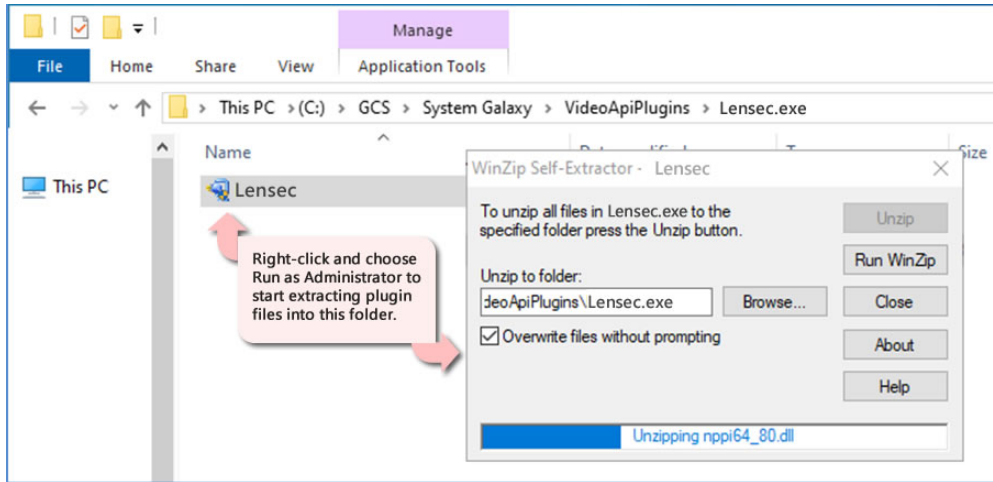 Manage
File Home Share View Application Tools
This PC > (C:) > GCS > System Galaxy > VideoApiPlugins > Lensec.exe
Name Size
This PC
Lensec
Right-click and choose
Run as Administrator to
start extracting plugin
files into this folder.
WinZip Self-Extractor - Lensec
To unzip all files in Lensec.exe to the
specified folder press the Unzip button.
Unzip to folder:
deoApiPlugins\Lensec.exe
Browse...
Overwrite files without prompting
Unzip
Run WinZip
Close
About
Help
Unzipping nppi64_80.dll